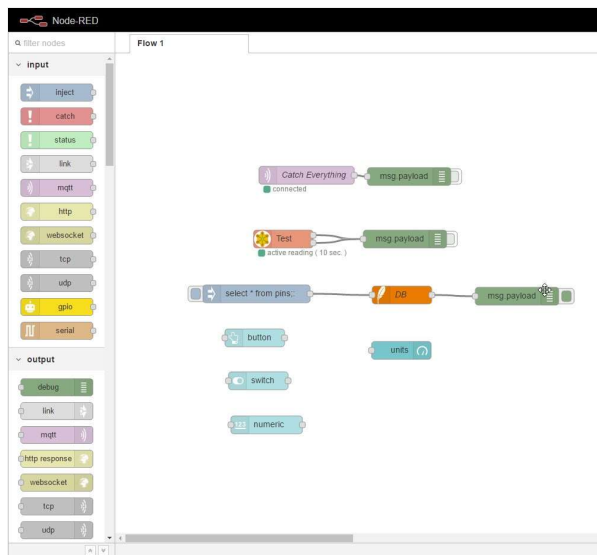 Node-RED
filter nodes
Flow 1
input
inject
catch
status
link
mqtt
http
websocket
tcp
udp
gpio
serial
output
debug
link
mqtt
http response
websocket
tcp
udp
Catch Everything
msg.payload
connected
Test
msg.payload
active reading ( 10 sec. )
select * from pins;
DB
msg.payload
button
units
switch
123 numeric